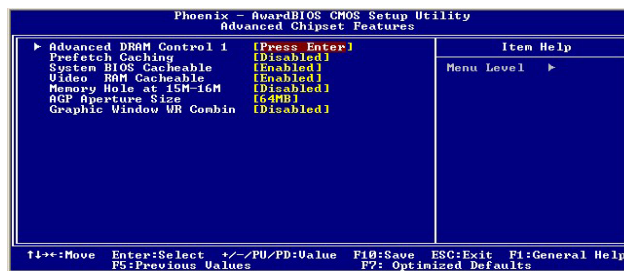 Phoenix - AwardBIOS CMOS Setup Utility
Advanced Chipset Features
► Advanced DRAM Control 1 [Press Enter]
Prefetch Caching [Disabled]
System BIOS Cacheable [Enabled]
Video RAM Cacheable [Enabled]
Memory Hole at 15M-16M [Disabled]
AGP Aperture Size [64MB]
Graphic Window WR Combin [Disabled]
Item Help
Menu Level ►
↑↓→←:Move Enter:Select +/-/PU/PD:Value F10:Save ESC:Exit F1:General Help
F5:Previous Values F7: Optimized Defaults